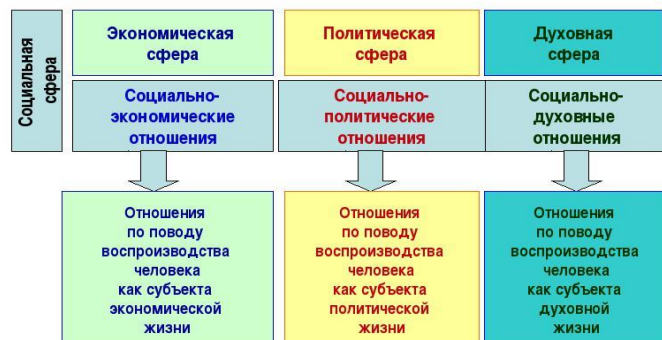 Социальная
сфера
Экономическая
сфера
Политическая
сфера
Духовная
сфера
Социально-
экономические
отношения
Социально-
политические
отношения
Социально-
духовные
отношения
Отношения
по поводу
воспроизводства
человека
как субъекта
экономической
жизни
Отношения
по поводу
воспроизводства
человека
как субъекта
политической
жизни
Отношения
по поводу
воспроизводства
человека
как субъекта
духовной
жизни